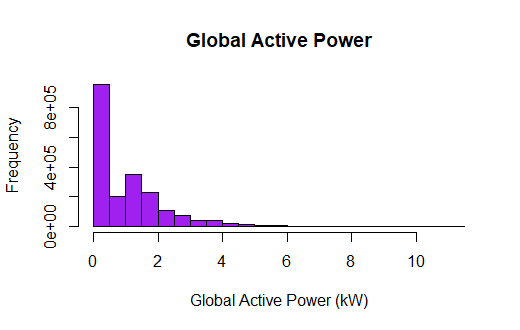 Global Active Power
Frequency
8e+05
4e+05
0e+00
0 2 4 6 8 10
Global Active Power (kW)